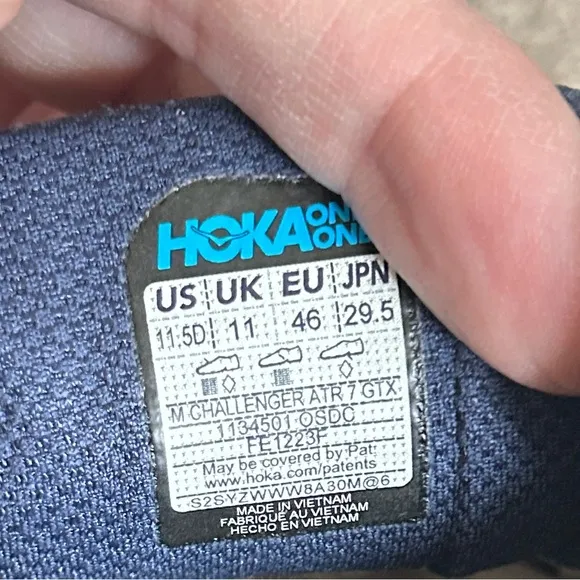 HOKA ONE
ONE
US UK EU JPN
11.5D 11 46 29.5
M CHALLENGER ATR 7 GTX
1134501 OSDC
FE1223F
May be covered by Pat:
www.hoka.com/patents
S2SYZWWW8A30M@6
MADE IN VIETNAM
FABRIQUÉ AU VIETNAM
HECHO EN VIETNAM